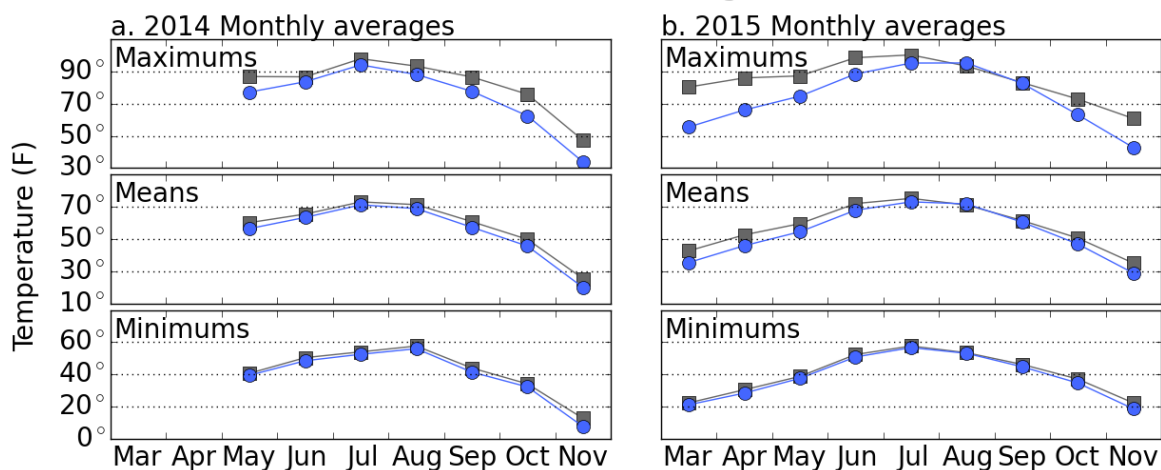 a. 2014 Monthly averages
b. 2015 Monthly averages
Temperature (F)
Maximums
90°
70°
50°
30°
Means
70°
50°
30°
10°
Minimums
60°
40°
20°
0°
Mar Apr May Jun Jul Aug Sep Oct Nov
Maximums
Means
Minimums
Mar Apr May Jun Jul Aug Sep Oct Nov